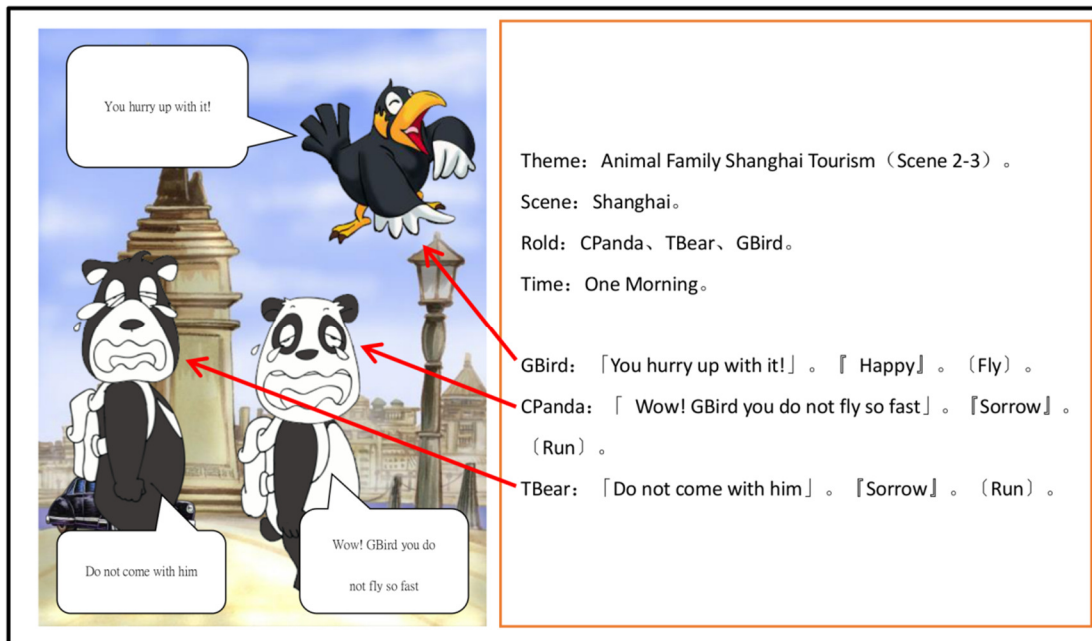 You hurry up with it!
Do not come with him
Wow! GBird you do
not fly so fast
Theme：Animal Family Shanghai Tourism（Scene 2-3）。
Scene：Shanghai。
Rold：CPanda、TBear、GBird。
Time：One Morning。
GBird：「You hurry up with it!」。『 Happy』。〔Fly〕。
CPanda：「 Wow! GBird you do not fly so fast」。『Sorrow』。
〔Run〕。
TBear：「Do not come with him」。『Sorrow』。〔Run〕。